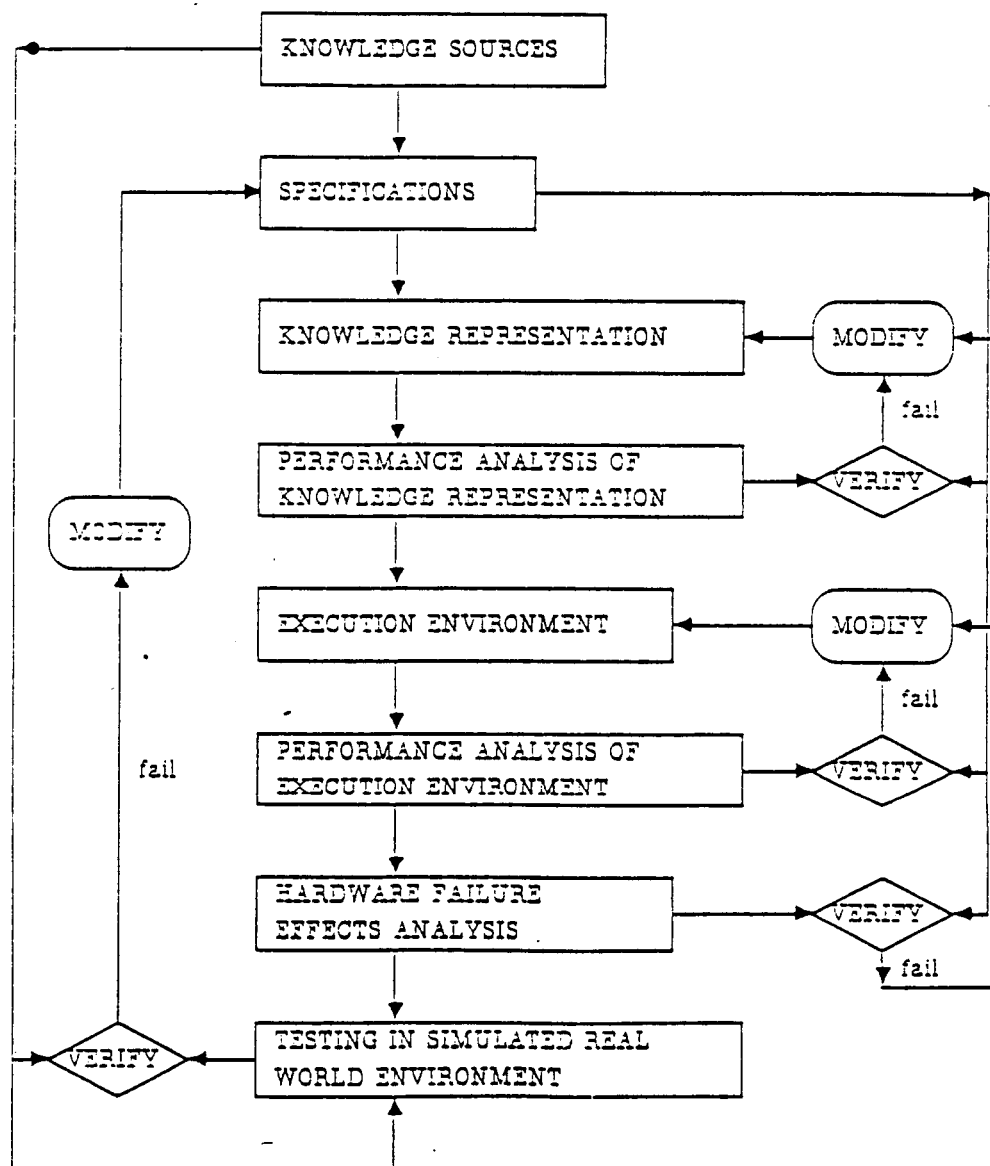 KNOWLEDGE SOURCES
SPECIFICATIONS
KNOWLEDGE REPRESENTATION
MODIFY
fail
PERFORMANCE ANALYSIS OF
KNOWLEDGE REPRESENTATION
VERIFY
MODIFY
EXECUTION ENVIRONMENT
MODIFY
fail
PERFORMANCE ANALYSIS OF
EXECUTION ENVIRONMENT
VERIFY
fail
HARDWARE FAILURE
EFFECTS ANALYSIS
VERIFY
fail
TESTING IN SIMULATED REAL
WORLD ENVIRONMENT
VERIFY